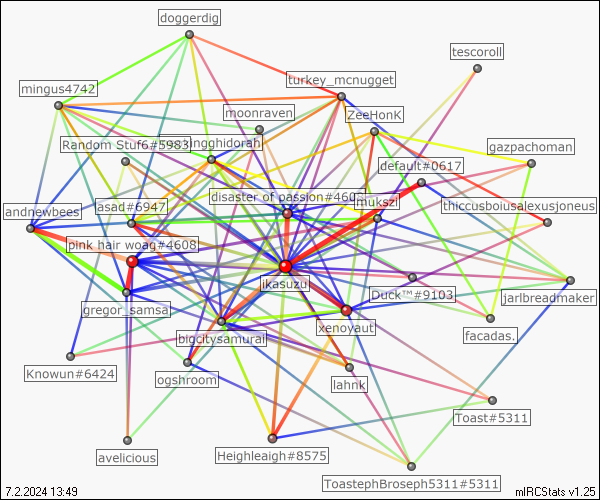 doggerdig
tescoroll
turkey_mcnugget
mingus4742
moonraven
ZeeHonK
Random Stuf6#5983
ingghidorah
gazpachoman
default#0617
disaster of passion#460
asad#6947
mukszi
thiccusboiusalexusjoneus
andnewbees
pink hair woag#4608
ikasuzu
Duck™#9103
jarlbreadmaker
gregor_samsa
xenoyaut
bigcitysamurai
facadas.
Knowun#6424
ogshroom
lahnk
Toast#5311
avelicious
Heighleaigh#8575
ToastephBroseph5311#5311
7.2.2024 13:49
mIRCStats v1.25